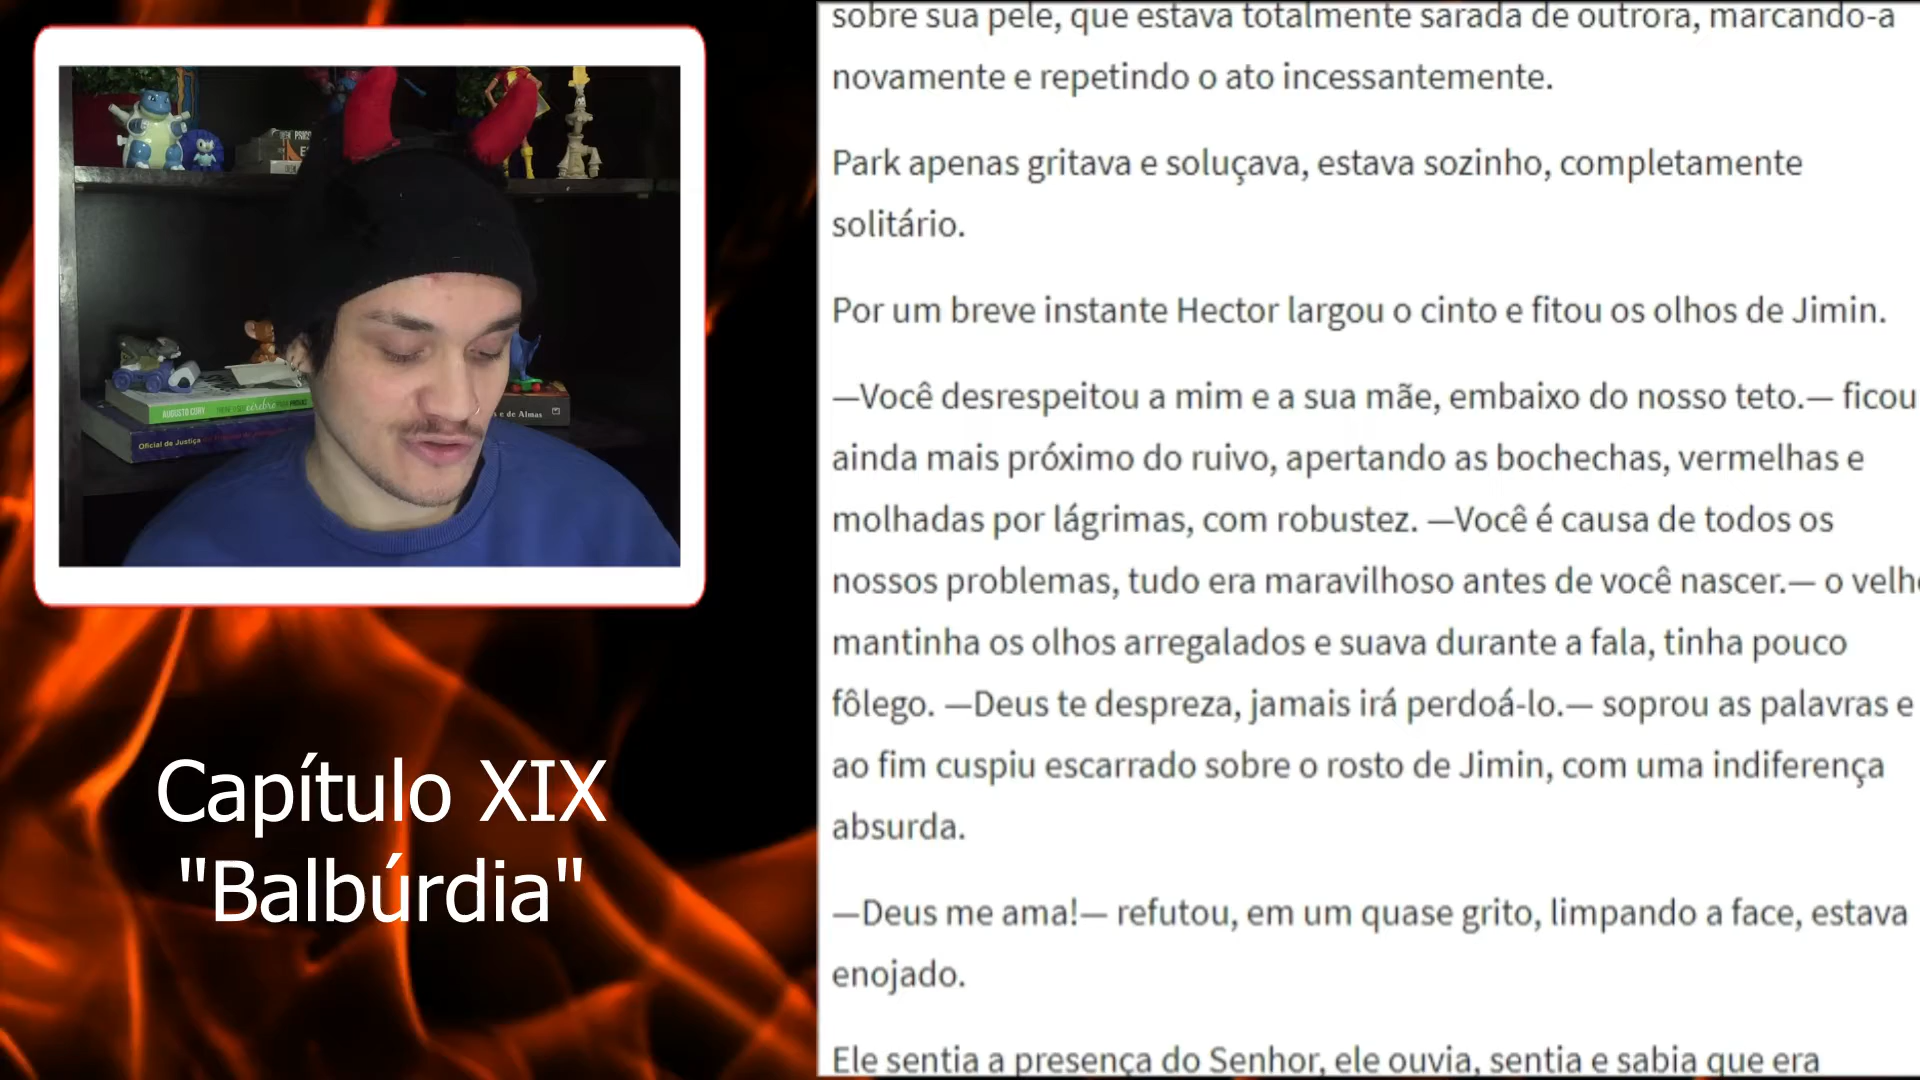 sobre sua pele, que estava totalmente sarada de outrora, marcando-a
novamente e repetindo o ato incessantemente.
Park apenas gritava e soluçava, estava sozinho, completamente
solitário.
Por um breve instante Hector largou o cinto e fitou os olhos de Jimin.
—Você desrespeitou a mim e a sua mãe, embaixo do nosso teto.— ficou
ainda mais próximo do ruivo, apertando as bochechas, vermelhas e
molhadas por lágrimas, com robustez. —Você é causa de todos os
nossos problemas, tudo era maravilhoso antes de você nascer.— o velho
mantinha os olhos arregalados e suava durante a fala, tinha pouco
fôlego. —Deus te despreza, jamais irá perdoá-lo.— soprou as palavras e
ao fim cuspiu escarrado sobre o rosto de Jimin, com uma indiferença
absurda.
—Deus me ama!— refutou, em um quase grito, limpando a face, estava
enojado.
Ele sentia a presença do Senhor, ele ouvia, sentia e sabia que era
Capítulo XIX
"Balbúrdia"
AUGUSTO CURY
cérebro
Oficial de Justiça
s e de Almas